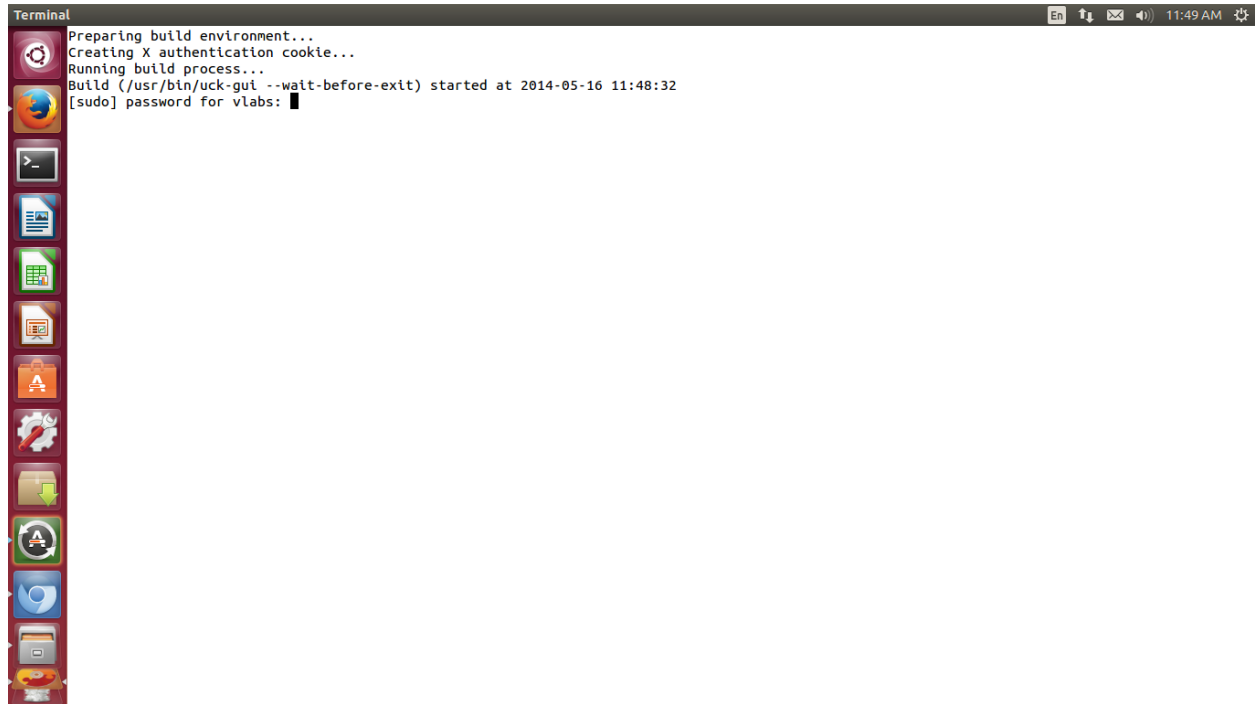 Terminal
En 11:49 AM
Preparing build environment...
Creating X authentication cookie...
Running build process...
Build (/usr/bin/uck-gui --wait-before-exit) started at 2014-05-16 11:48:32
[sudo] password for vlabs: